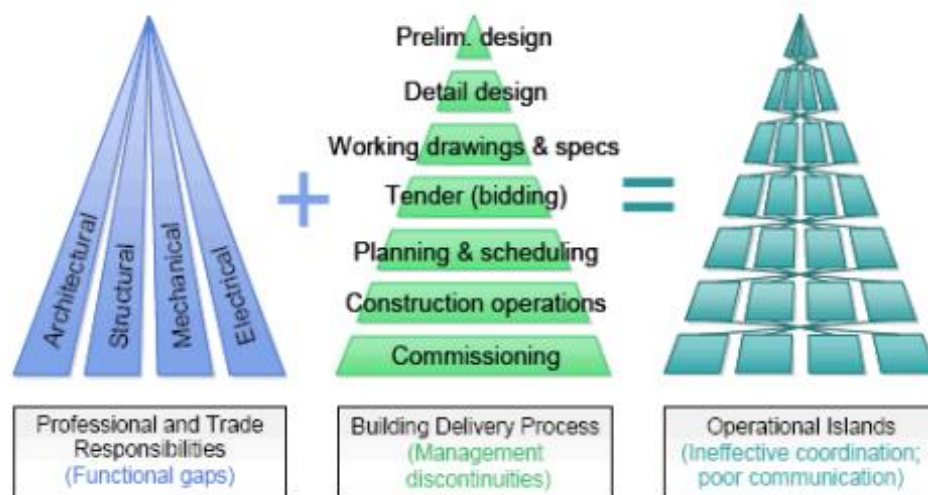 Prelim. design
Detail design
Working drawings & specs
Tender (bidding)
Planning & scheduling
Construction operations
Commissioning
Architectural
Structural
Mechanical
Electrical
+
=
Professional and Trade
Responsibilities
(Functional gaps)
Building Delivery Process
(Management
discontinuities)
Operational Islands
(Ineffective coordination;
poor communication)